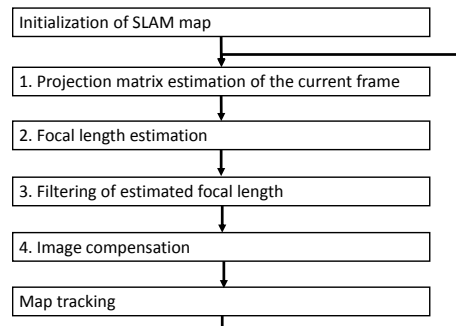 Initialization of SLAM map
1. Projection matrix estimation of the current frame
2. Focal length estimation
3. Filtering of estimated focal length
4. Image compensation
Map tracking